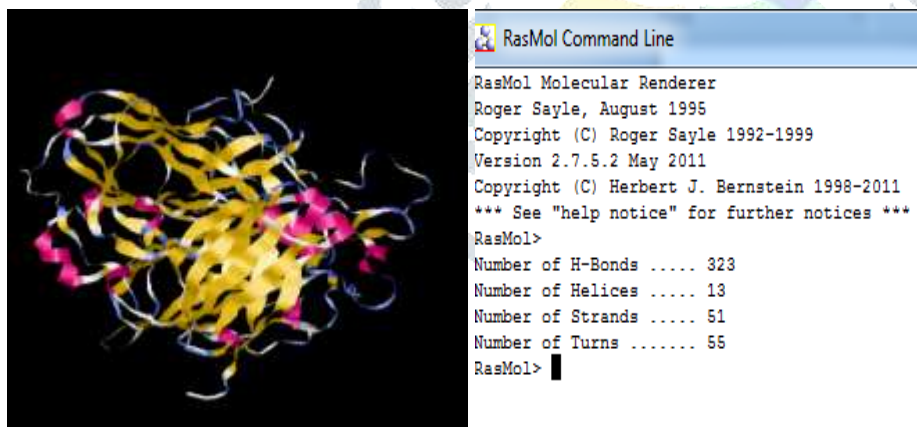 RasMol Command Line
RasMol Molecular Renderer
Roger Sayle, August 1995
Copyright (C) Roger Sayle 1992-1999
Version 2.7.5.2 May 2011
Copyright (C) Herbert J. Bernstein 1998-2011
*** See "help notice" for further notices ***
RasMol>
Number of H-Bonds ..... 323
Number of Helices ..... 13
Number of Strands ..... 51
Number of Turns ....... 55
RasMol>